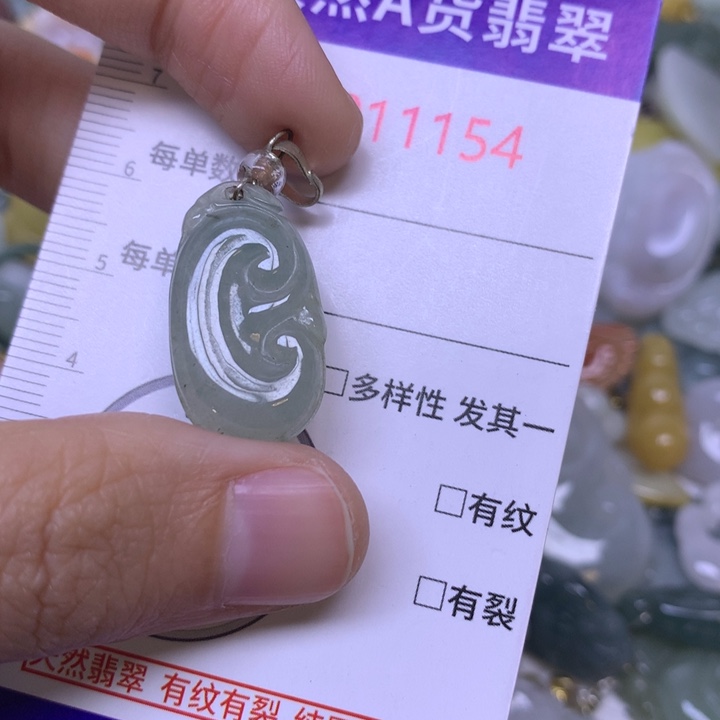 然A货翡翠
11154
7
6 每单数
5 每单
4
□多样性 发其一
□有纹
□有裂
天然翡翠 有纹有裂